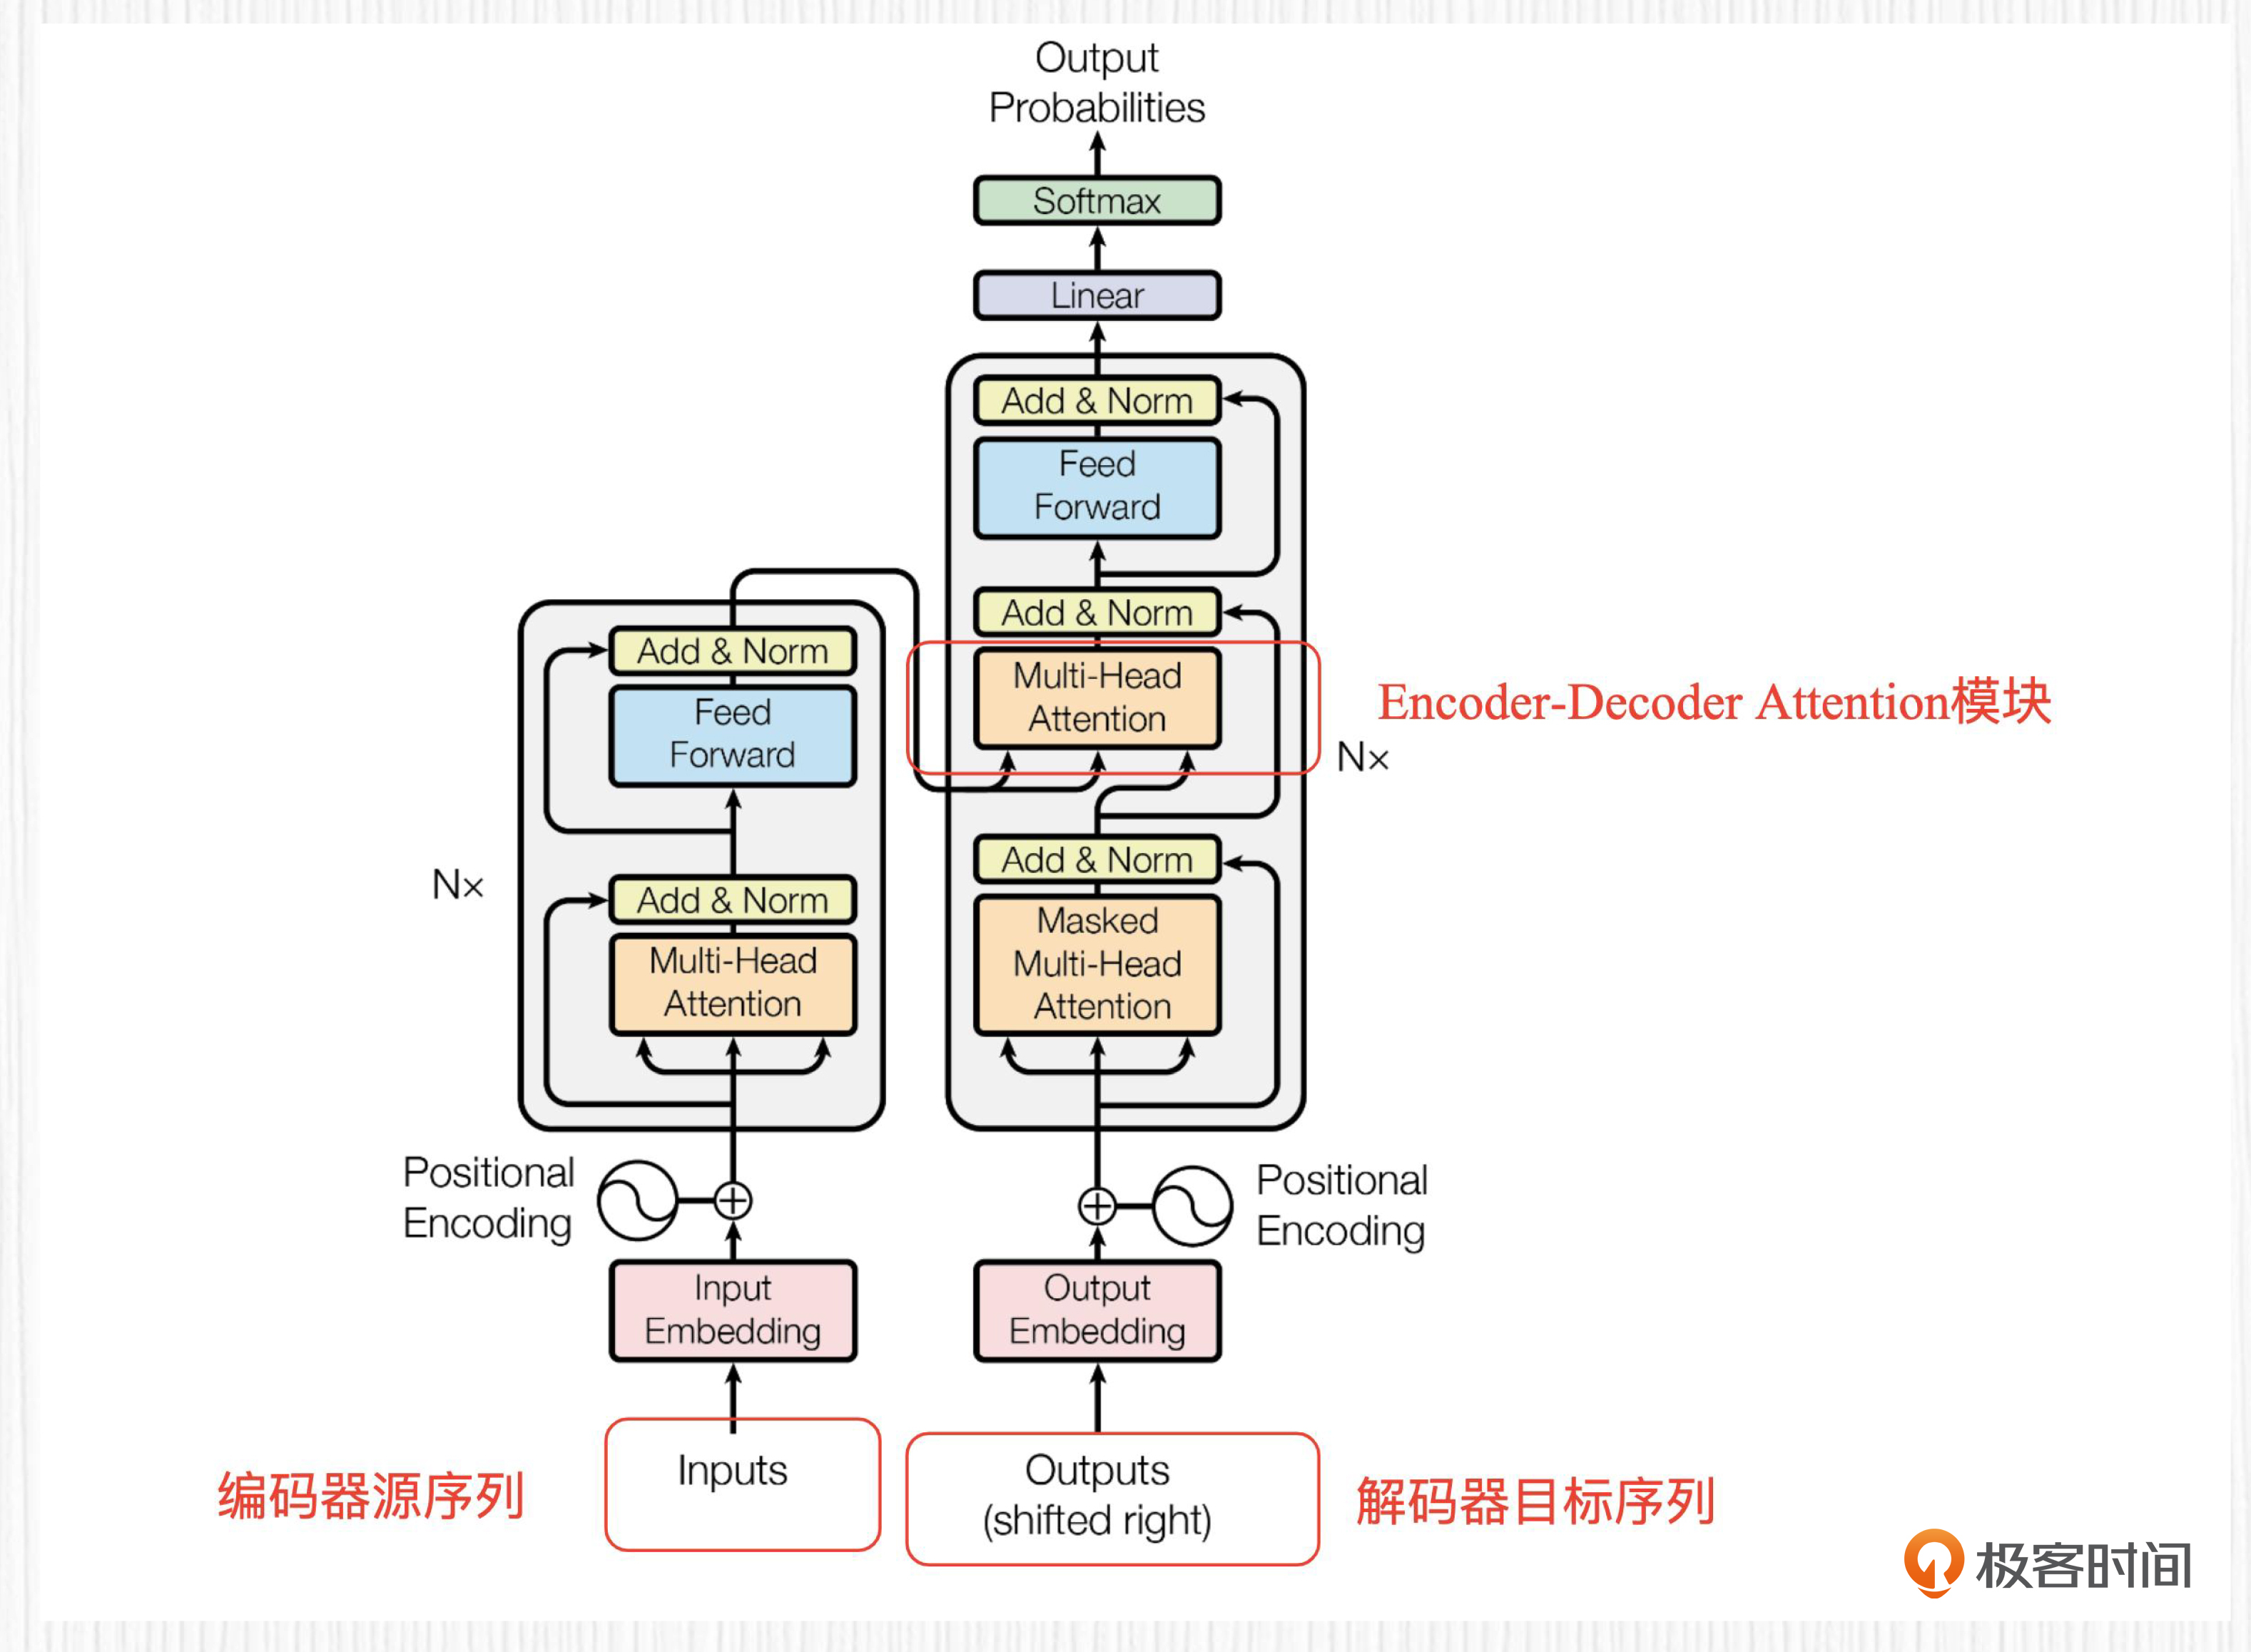 Output
Probabilities
Softmax
Linear
Add & Norm
Feed
Forward
Add & Norm
Multi-Head
Attention
Encoder-Decoder Attention模块
N×
Add & Norm
Masked
Multi-Head
Attention
Add & Norm
Feed
Forward
N×
Add & Norm
Multi-Head
Attention
Positional
Encoding
Positional
Encoding
Input
Embedding
Output
Embedding
编码器源序列
Inputs
Outputs
(shifted right)
解码器目标序列
极客时间